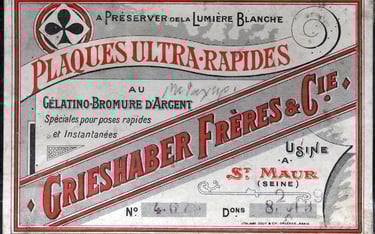 A PRÉSERVER DE LA LUMIÈRE BLANCHE
PLAQUES ULTRA-RAPIDES
AU
GÉLATINO-BROMURE D'ARGENT
Spéciales pour poses rapides
et Instantanées
GRIESHABER FRÈRES & CIE
USINE
A
ST MAUR
(SEINE)
No
Dons